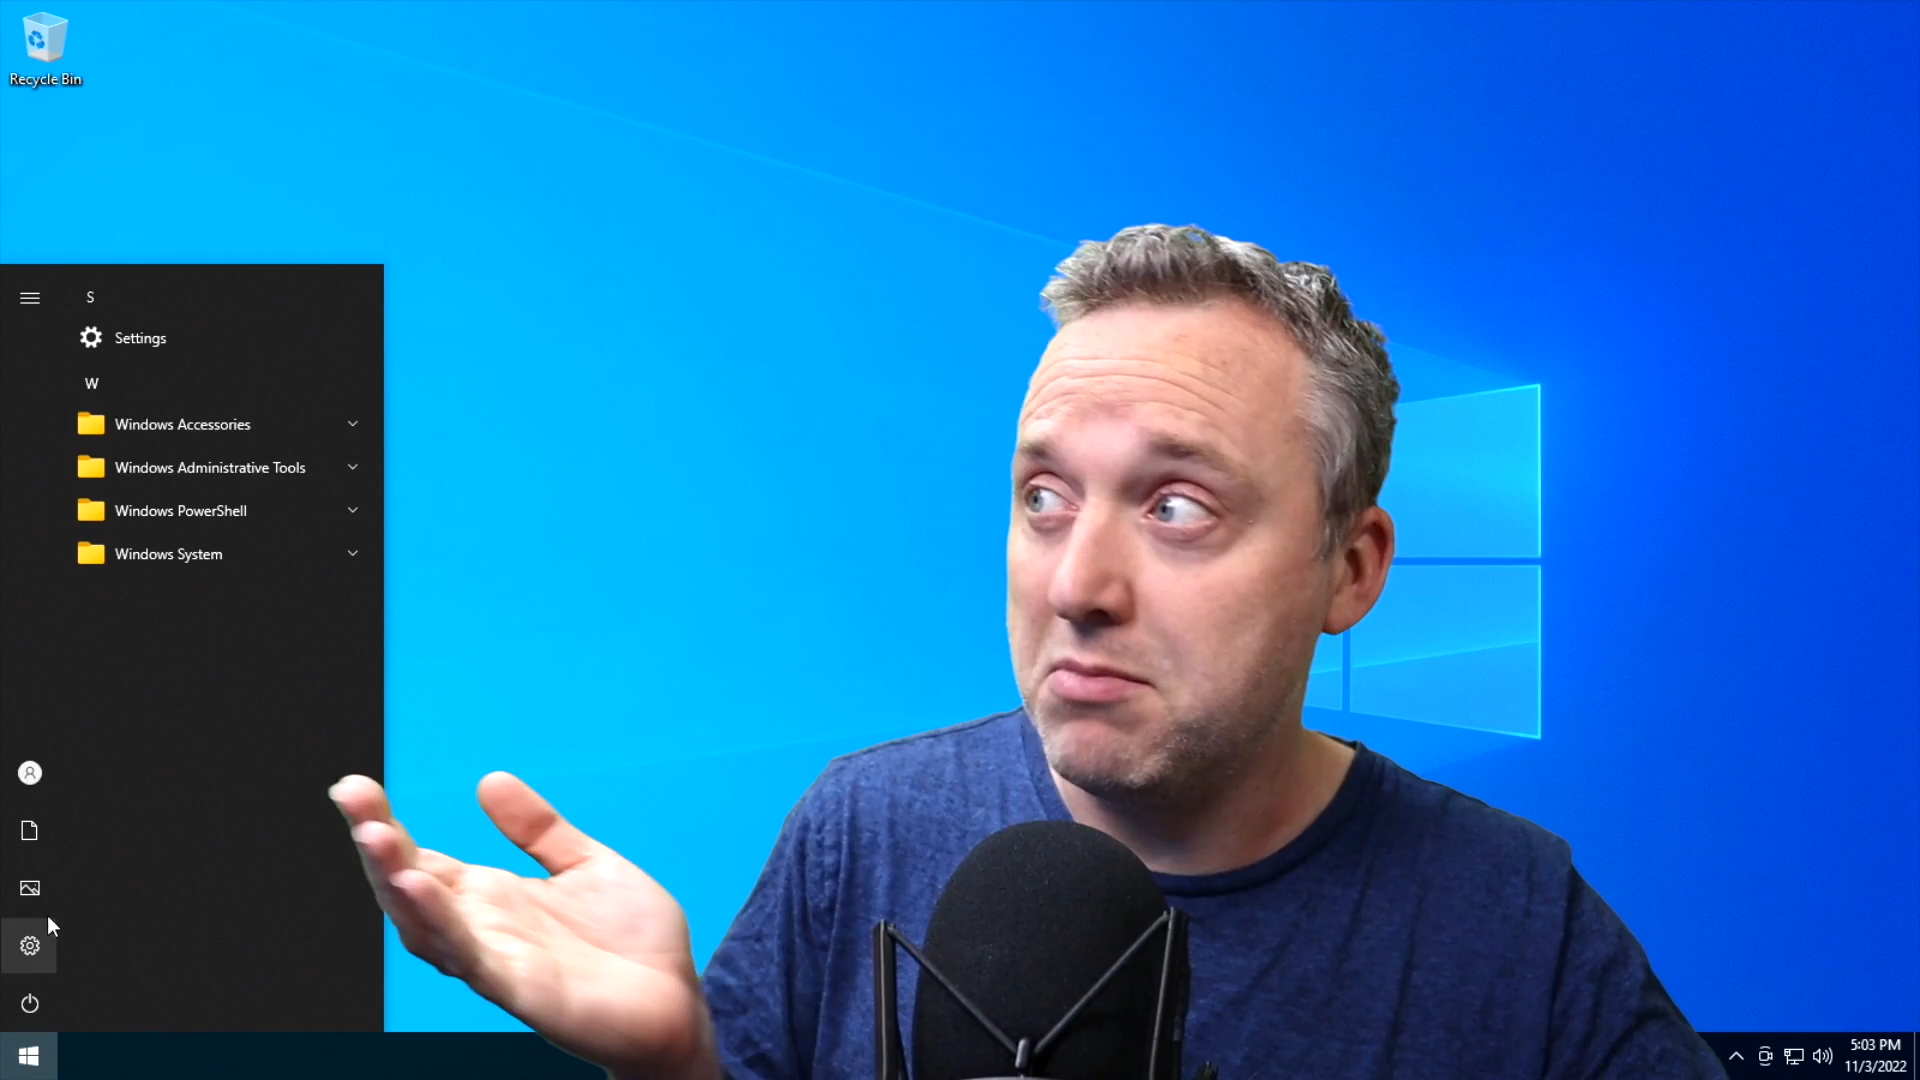 Recycle Bin
S
Settings
W
Windows Accessories
Windows Administrative Tools
Windows PowerShell
Windows System
5:03 PM
11/3/2022